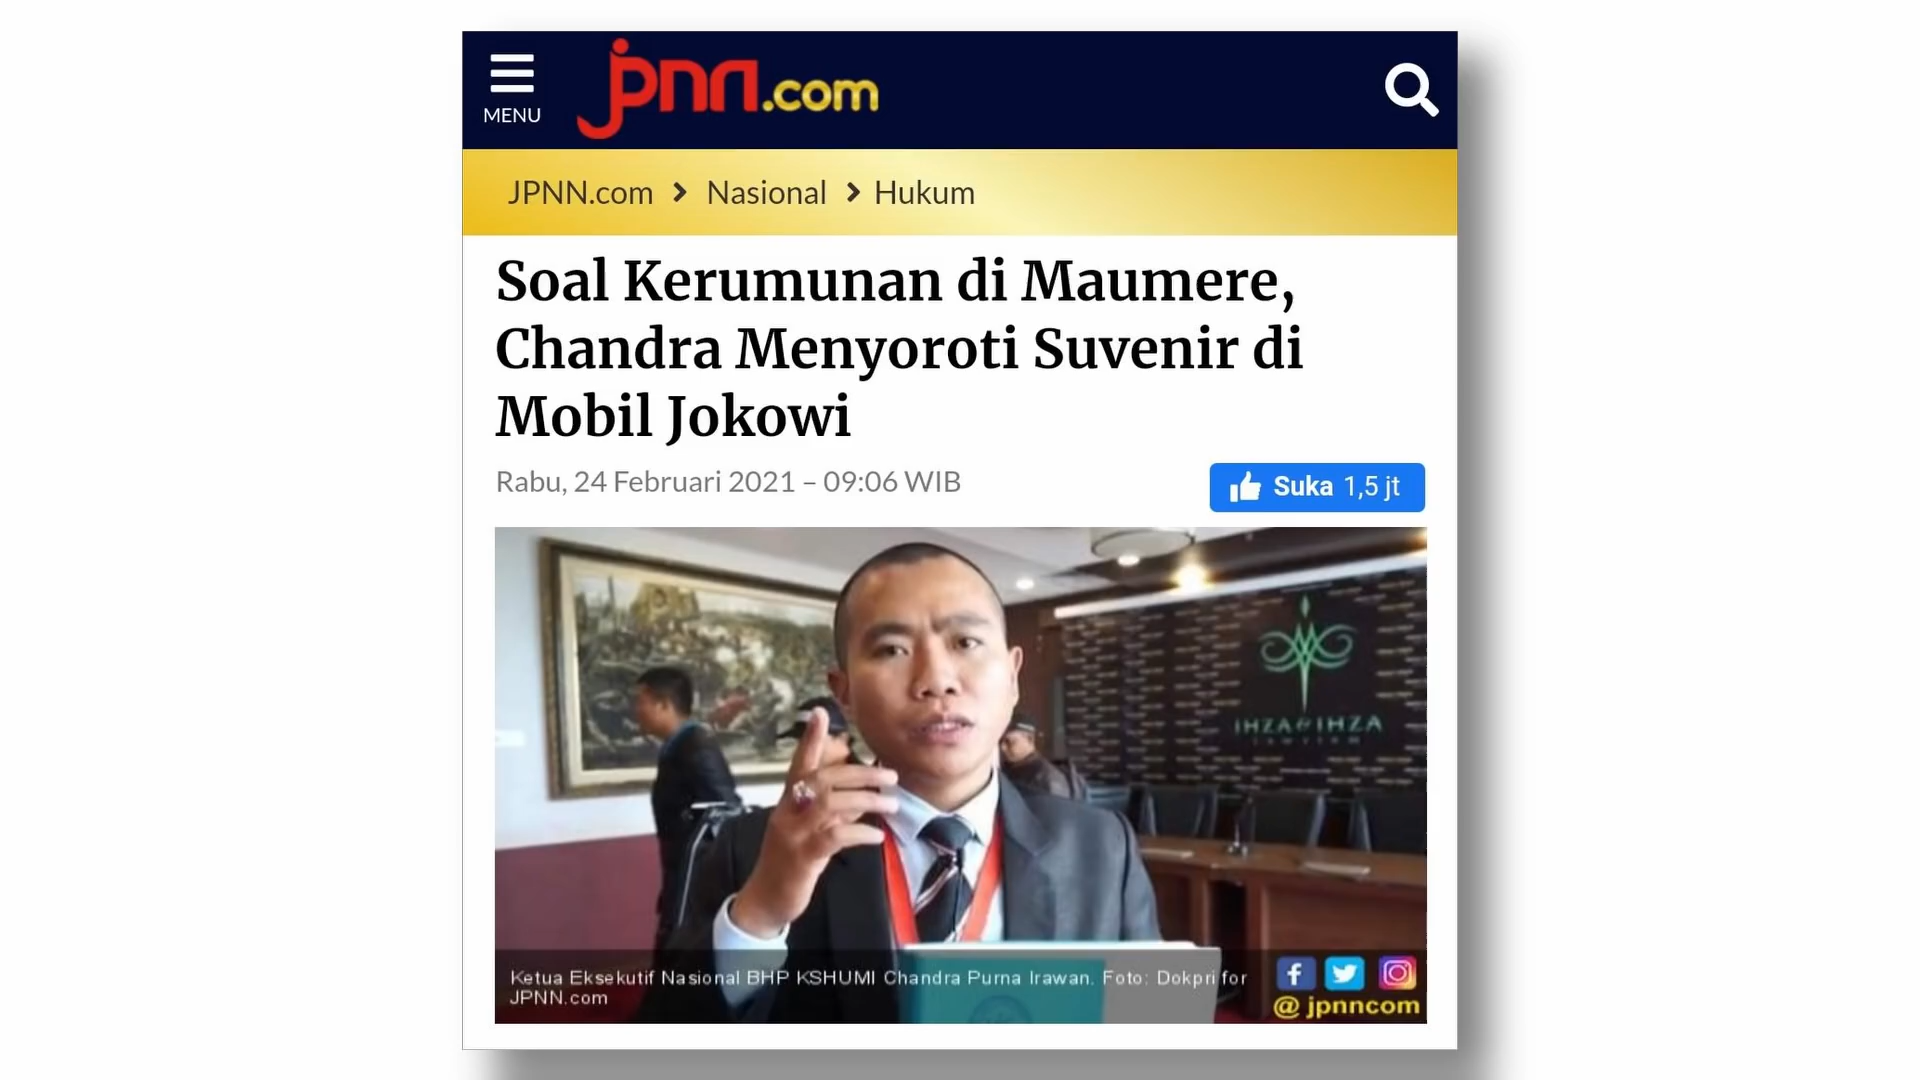 MENU
jpnn.com
JPNN.com > Nasional > Hukum
Soal Kerumunan di Maumere,
Chandra Menyoroti Suvenir di
Mobil Jokowi
Rabu, 24 Februari 2021 – 09:06 WIB
Suka 1,5 jt
IHZA & IHZA
Ketua Eksekutif Nasional BHP KSHUMI Chandra Purna Irawan. Foto: Dokpri for
JPNN.com
@ jpnncom